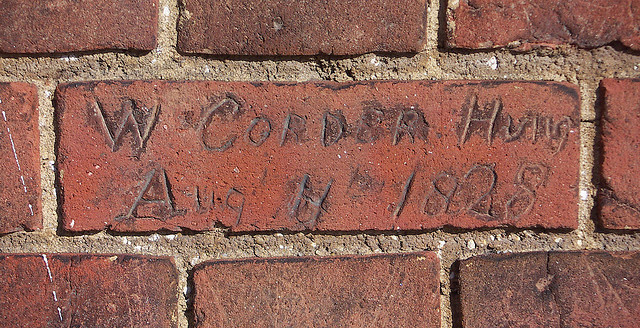 W CORDER Hung
Aug 11th 1828